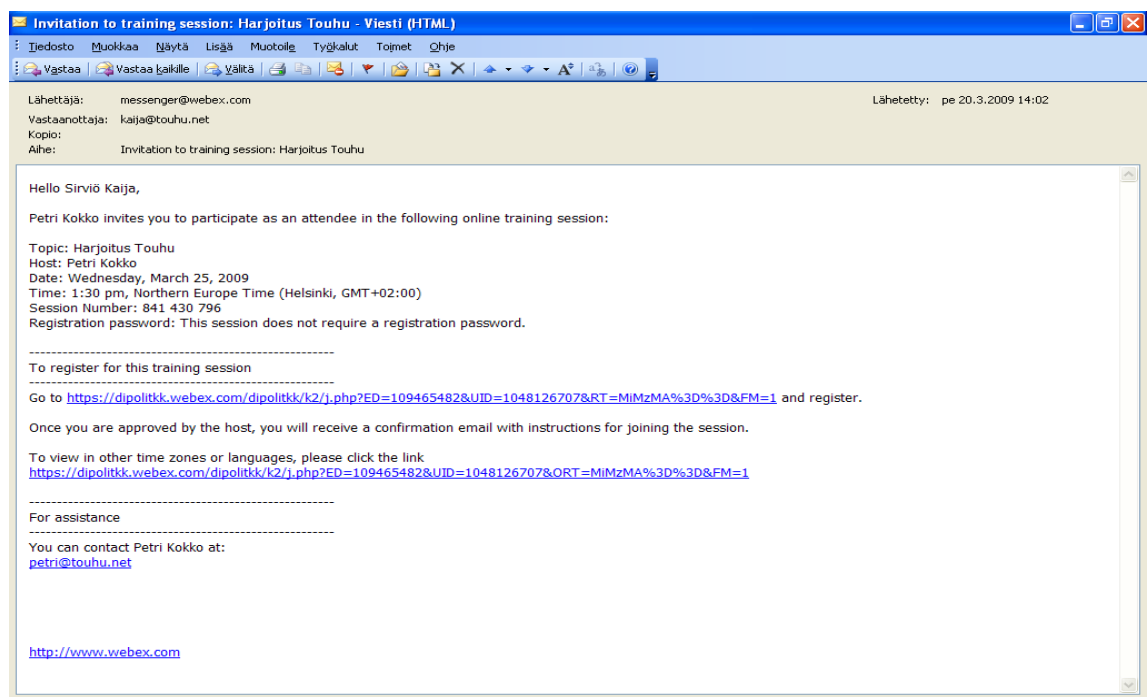 Invitation to training session: Harjoitus Touhu - Viesti (HTML)
Tiedosto Muokkaa Näytä Lisää Muotoile Työkalut Toimet Ohje
Vastaa Vastaa kaikille Välitä
Lähettäjä: messenger@webex.com Lähetetty: pe 20.3.2009 14:02
Vastaanottaja: kaija@touhu.net
Kopio:
Aihe: Invitation to training session: Harjoitus Touhu
Hello Sirviö Kaija,
Petri Kokko invites you to participate as an attendee in the following online training session:
Topic: Harjoitus Touhu
Host: Petri Kokko
Date: Wednesday, March 25, 2009
Time: 1:30 pm, Northern Europe Time (Helsinki, GMT+02:00)
Session Number: 841 430 796
Registration password: This session does not require a registration password.
-------------------------------------------------------
To register for this training session
-------------------------------------------------------
Go to https://dipolitkk.webex.com/dipolitkk/k2/j.php?ED=109465482&UID=1048126707&RT=MiMzMA%3D%3D&FM=1 and register.
Once you are approved by the host, you will receive a confirmation email with instructions for joining the session.
To view in other time zones or languages, please click the link
https://dipolitkk.webex.com/dipolitkk/k2/j.php?ED=109465482&UID=1048126707&ORT=MiMzMA%3D%3D&FM=1
-------------------------------------------------------
For assistance
-------------------------------------------------------
You can contact Petri Kokko at:
petri@touhu.net
http://www.webex.com